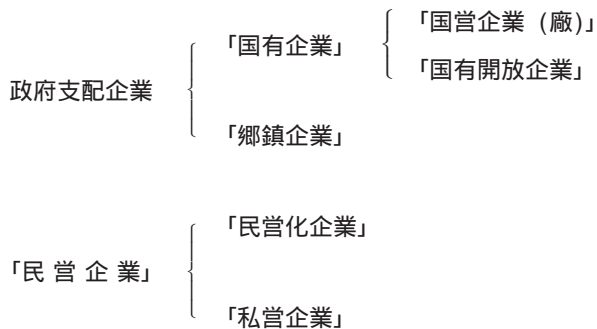 「国営企業 (廠)」
「国有企業」
「国有開放企業」
政府支配企業
「郷鎮企業」
「民営化企業」
「民 営 企 業」
「私営企業」